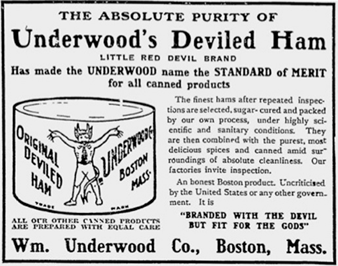 THE ABSOLUTE PURITY OF
Underwood's Deviled Ham
LITTLE RED DEVIL BRAND
Has made the UNDERWOOD name the STANDARD of MERIT
for all canned products
ORIGINAL
DEVILED
HAM
UNDERWOOD
BOSTON
MASS.
TRADE MARK
ALL OUR OTHER CANNED PRODUCTS
ARE PREPARED WITH EQUAL CARE
The finest hams after repeated inspec-
tions are selected, sugar-cured and packed
by our own process, under highly sci-
entific and sanitary conditions. They
are then combined with the purest, most
delicious spices and canned amid sur-
roundings of absolute cleanliness. Our
factories invite inspection.
An honest Boston product. Uncriticised
by the United States or any other govern-
ment. It is
"BRANDED WITH THE DEVIL
BUT FIT FOR THE GODS"
Wm. Underwood Co., Boston, Mass.